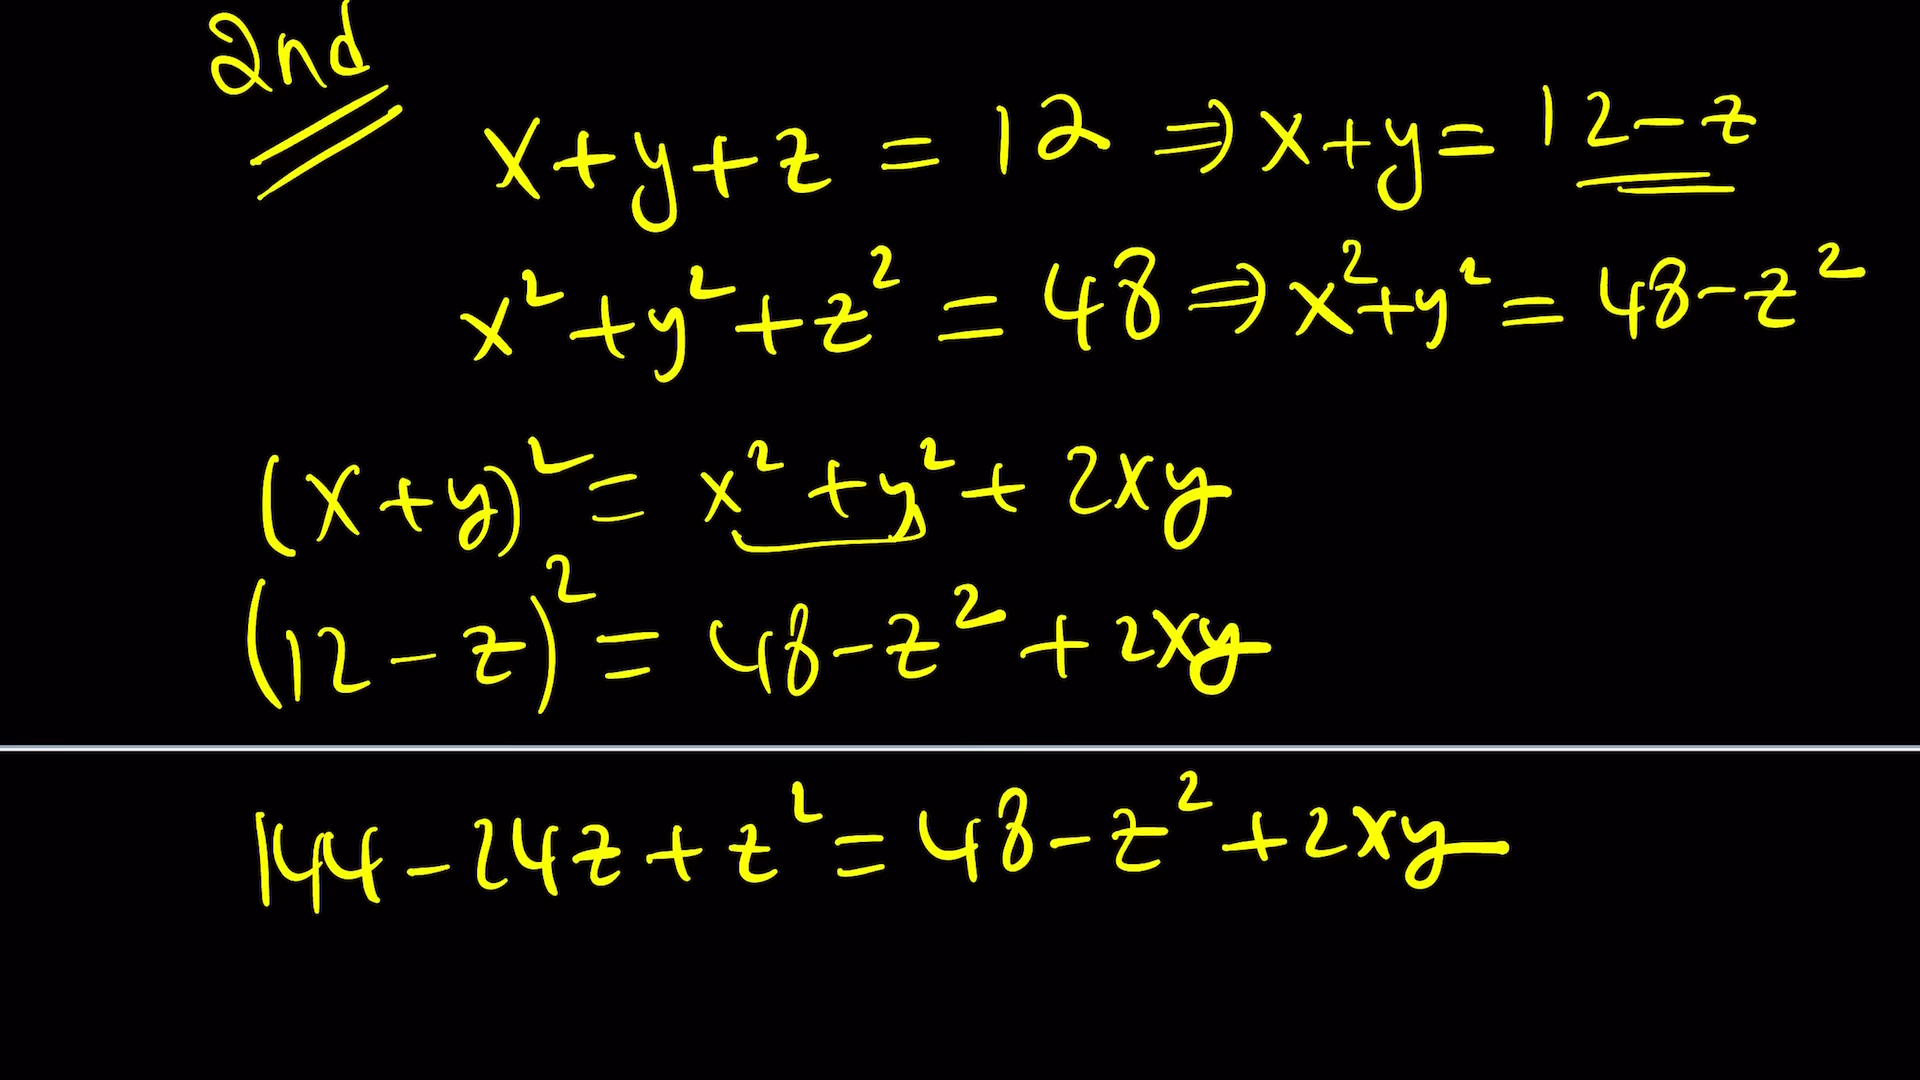 2nd
x+y+z = 12 ⇒ x+y = 12-z
x²+y²+z² = 48 ⇒ x²+y² = 48-z²
(x+y)² = x²+y²+2xy
(12-z)² = 48-z²+2xy
144-24z+z² = 48-z²+2xy